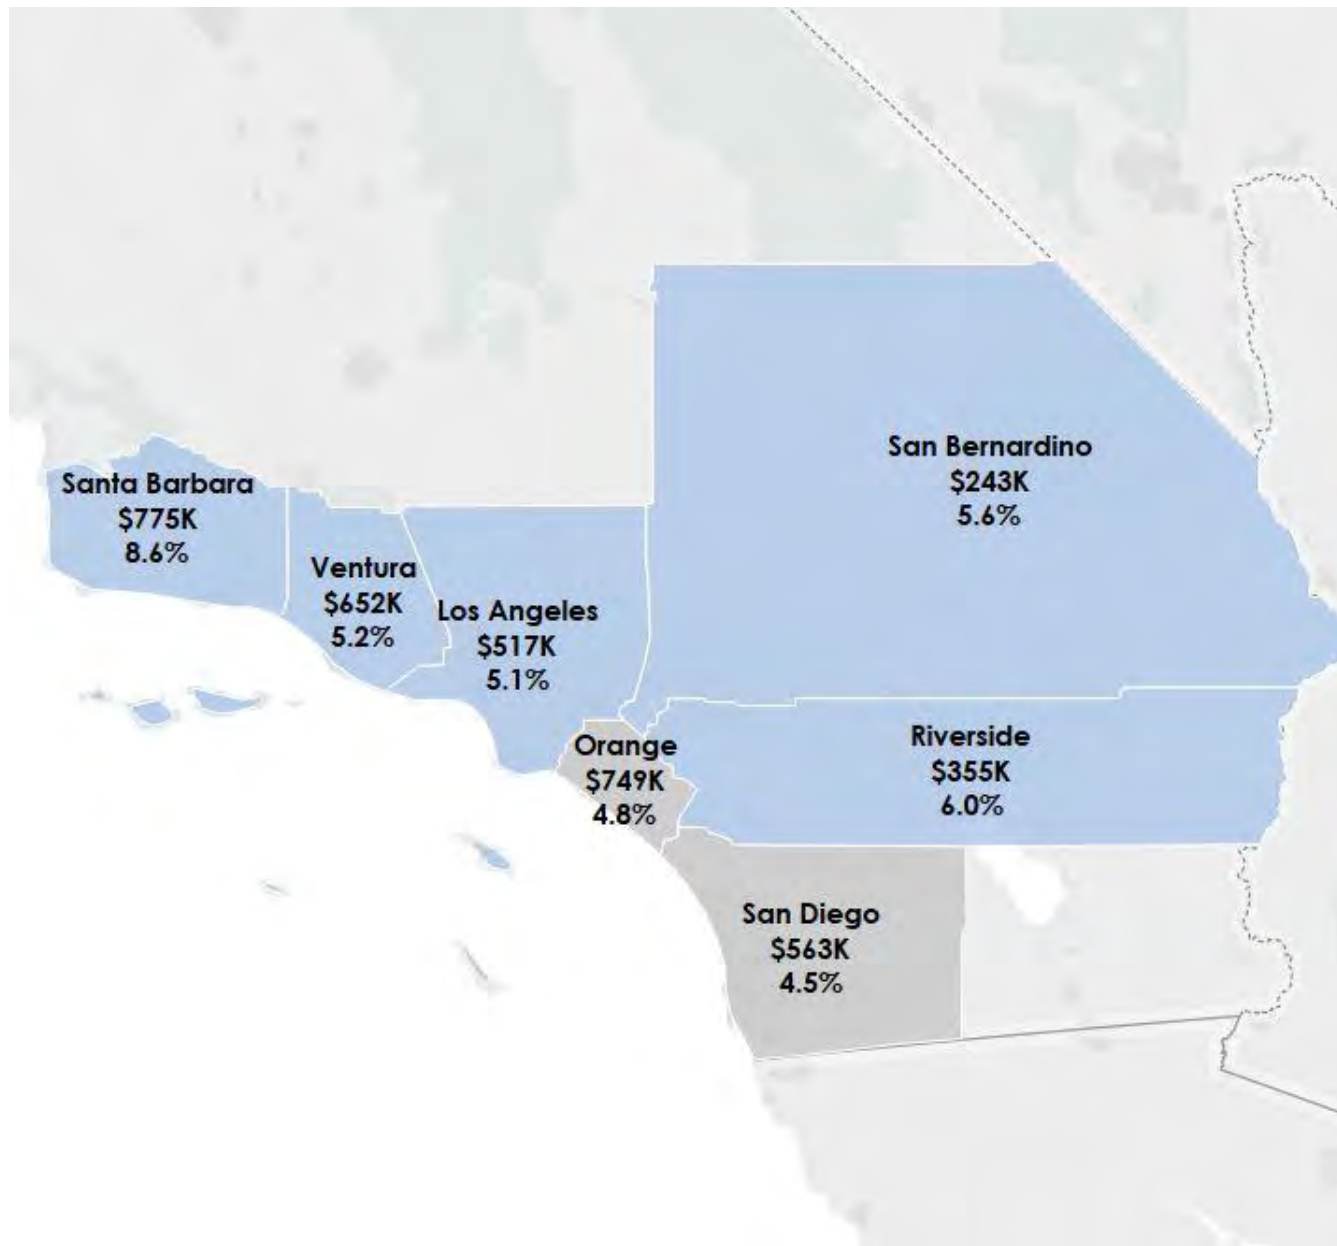 San Bernardino
$243K
5.6%
Santa Barbara
$775K
8.6%
Ventura
$652K
5.2%
Los Angeles
$517K
5.1%
Orange
$749K
4.8%
Riverside
$355K
6.0%
San Diego
$563K
4.5%